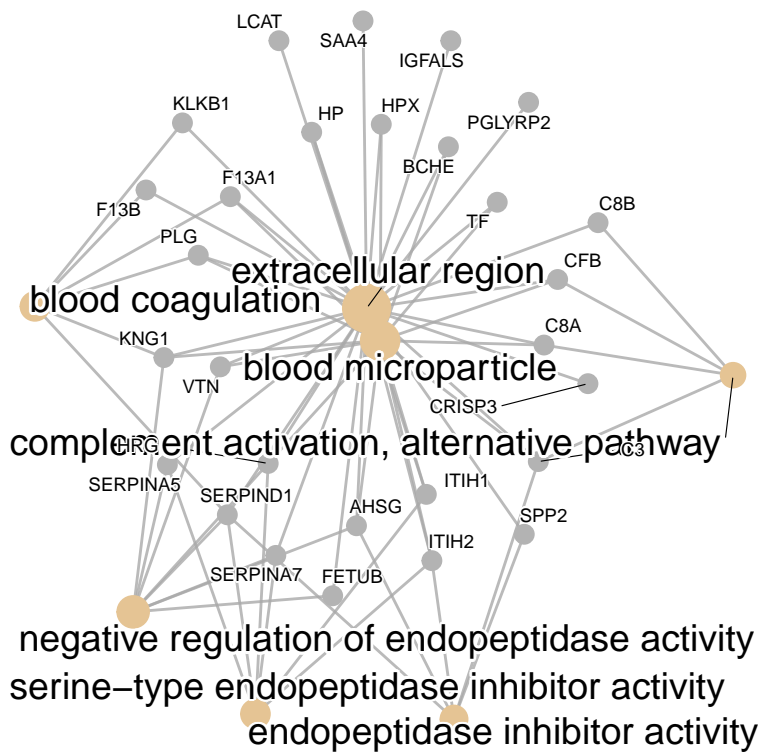 LCAT
SAA4
IGFALS
KLKB1
HP
HPX
PGLYRP2
BCHE
F13A1
F13B
TF
C8B
PLG
CFB
extracellular region
blood coagulation
KNG1
C8A
VTN
blood microparticle
CRISP3
complement activation, alternative pathway
HRG
C3
SERPINA5
SERPIND1
ITIH1
AHSG
SPP2
ITIH2
SERPINA7
FETUB
negative regulation of endopeptidase activity
serine−type endopeptidase inhibitor activity
endopeptidase inhibitor activity